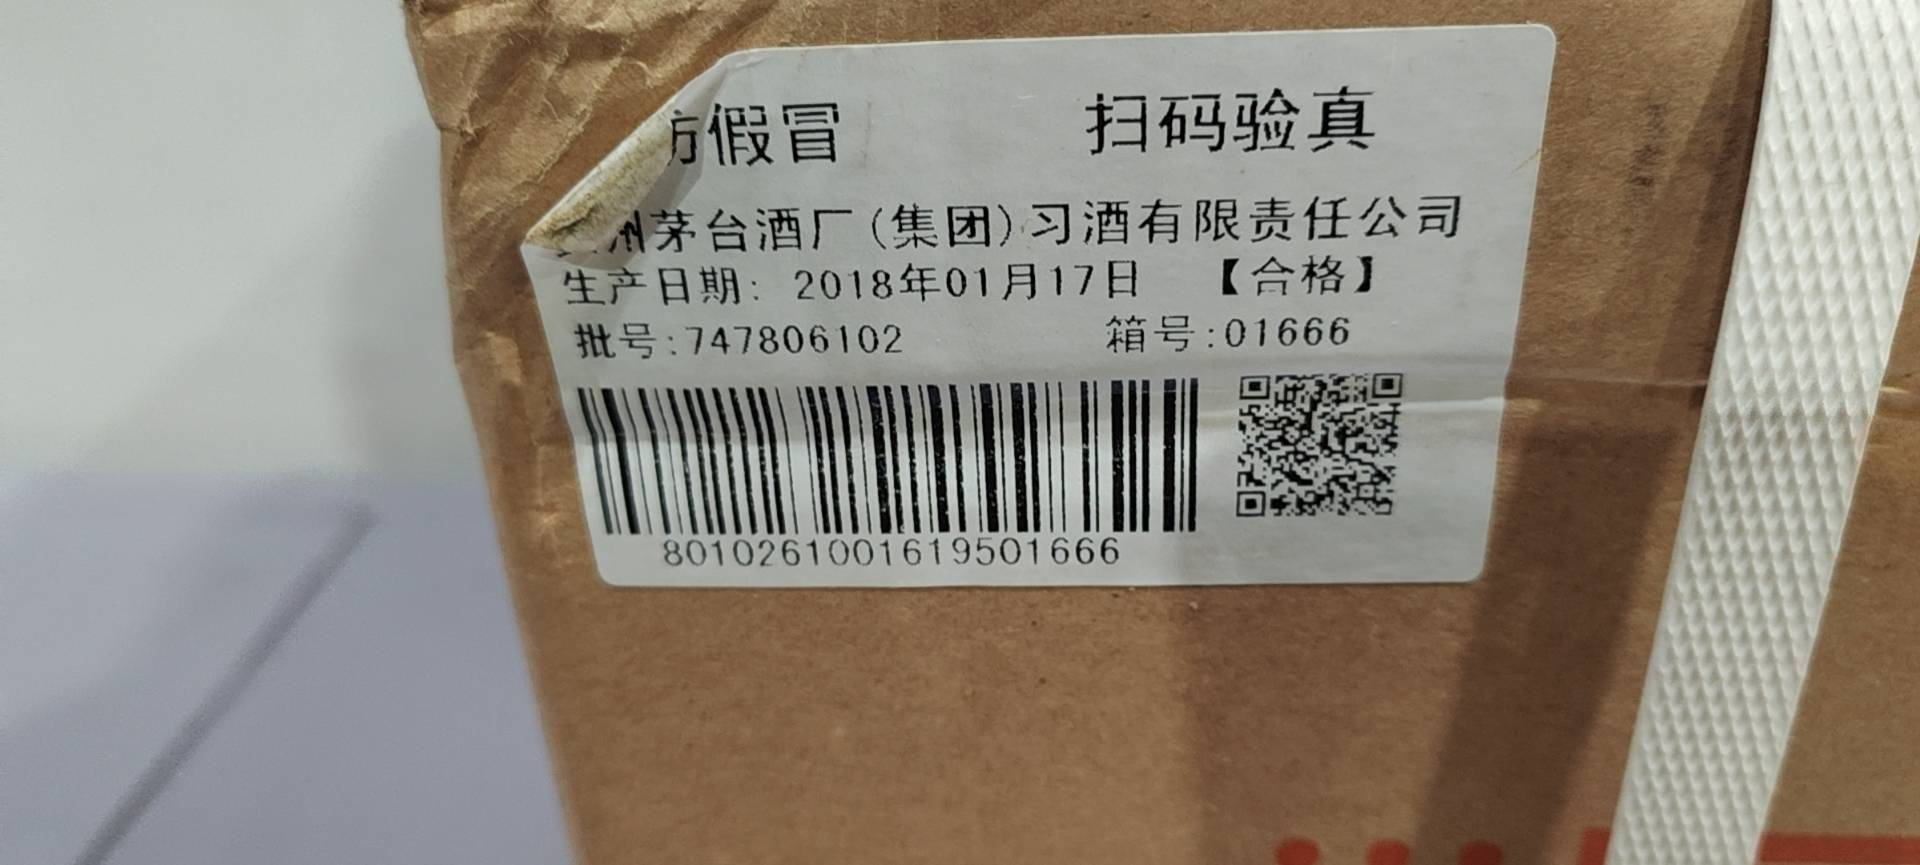 防假冒 扫码验真
州茅台酒厂(集团)习酒有限责任公司
生产日期: 2018年01月17日 【合格】
批号:747806102 箱号:01666
8010261001619501666